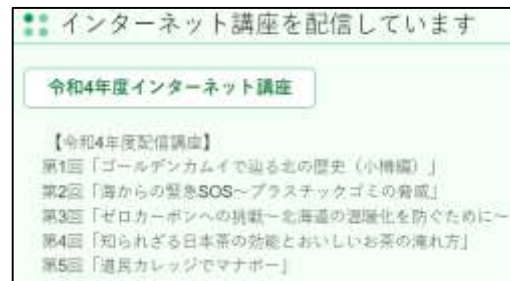 インターネット講座を配信しています
令和4年度インターネット講座
【令和4年度配信講座】
第1回「ゴールデンカムイで辿る北の歴史(小樽編)」
第2回「海からの緊急SOS～プラスチックゴミの脅威」
第3回「ゼロカーボンへの挑戦~北海道の温暖化を防ぐために~
第4回「知られざる日本茶の効能とおいしいお茶の淹れ方」
第5回「道民カレッジでマナボー」